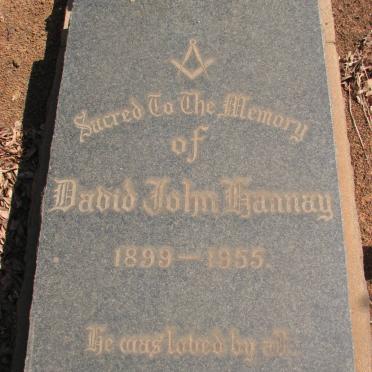 Sacred To The Memory
of
David John Hannay
1899 — 1955.
He was loved by all.